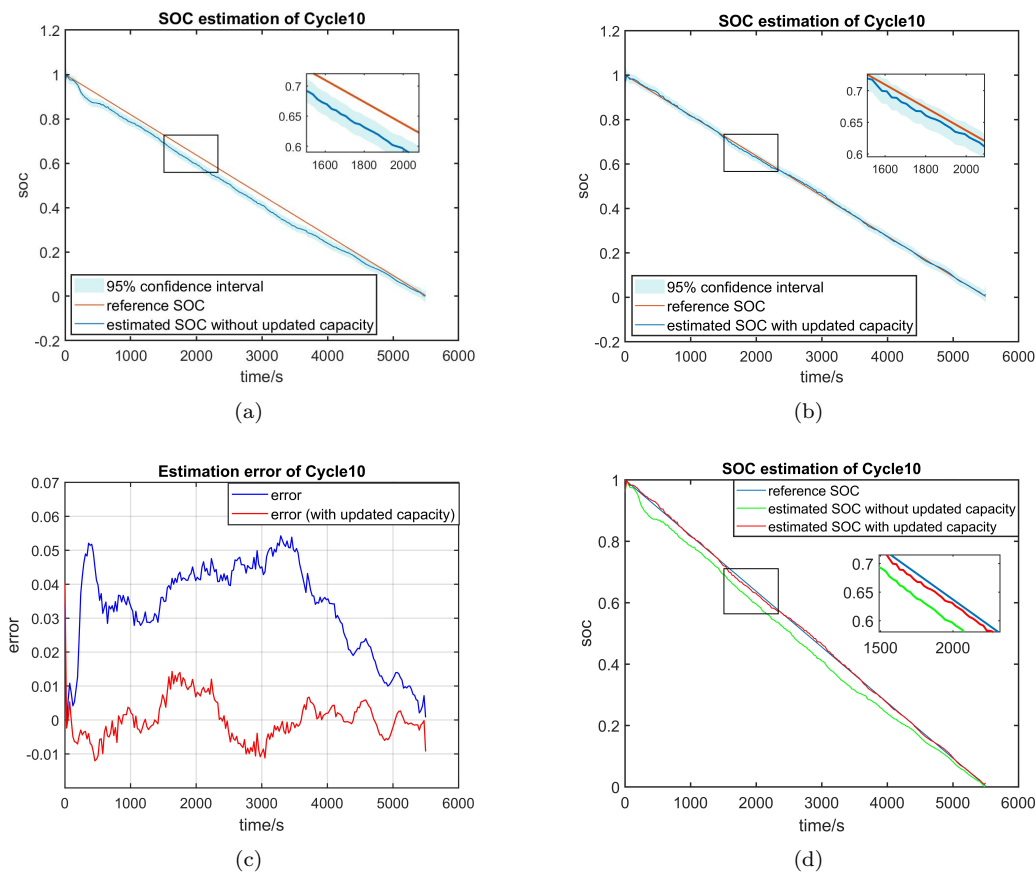 SOC estimation of Cycle10
1.2
1
0.8
0.6
0.4
0.2
0
-0.2
soc
0.7
0.65
0.6
1600 1800 2000
95% confidence interval
reference SOC
estimated SOC without updated capacity
0 1000 2000 3000 4000 5000 6000
time/s
(a)
SOC estimation of Cycle10
1.2
1
0.8
0.6
0.4
0.2
0
-0.2
soc
0.7
0.65
0.6
1600 1800 2000
95% confidence interval
reference SOC
estimated SOC with updated capacity
0 1000 2000 3000 4000 5000 6000
time/s
(b)
Estimation error of Cycle10
0.07
0.06
0.05
0.04
0.03
0.02
0.01
0
-0.01
error
error
error (with updated capacity)
0 1000 2000 3000 4000 5000 6000
time/s
(c)
SOC estimation of Cycle10
1
0.8
0.6
0.4
0.2
0
soc
reference SOC
estimated SOC without updated capacity
estimated SOC with updated capacity
0.7
0.65
0.6
1500 2000
0 1000 2000 3000 4000 5000 6000
time/s
(d)